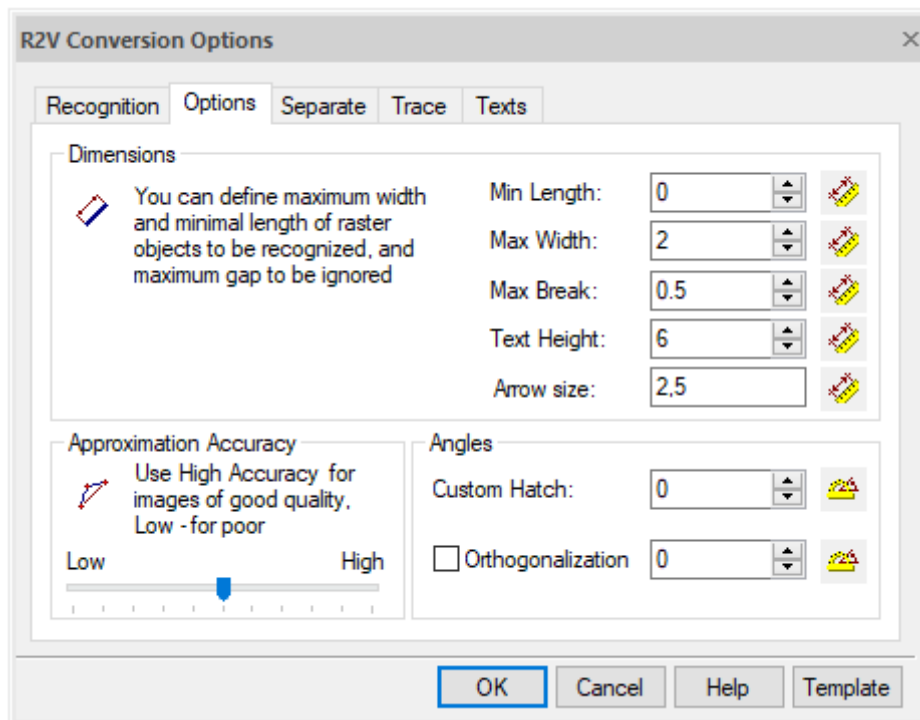 R2V Conversion Options
Recognition Options Separate Trace Texts
Dimensions
You can define maximum width
and minimal length of raster
objects to be recognized, and
maximum gap to be ignored
Min Length: 0
Max Width: 2
Max Break: 0.5
Text Height: 6
Arrow size: 2,5
Approximation Accuracy
Use High Accuracy for
images of good quality,
Low - for poor
Low High
Angles
Custom Hatch: 0
Orthogonalization 0
OK Cancel Help Template